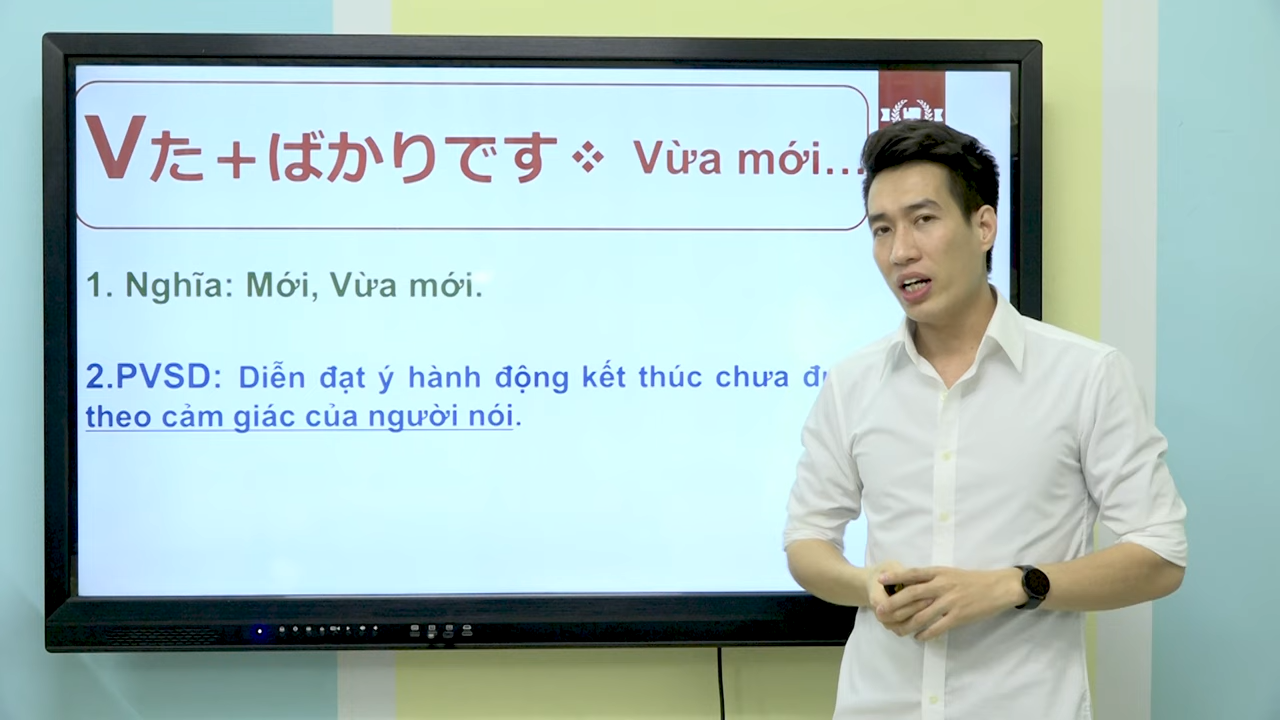 Vた＋ばかりです❖ Vừa mới...
1. Nghĩa: Mới, Vừa mới.
2.PVSD: Diễn đạt ý hành động kết thúc chưa
theo cảm giác của người nói.